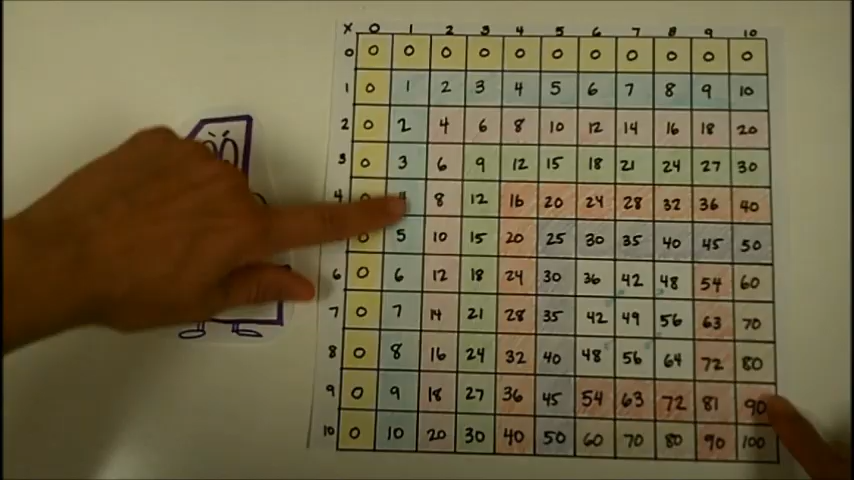 X 0 1 2 3 4 5 6 7 8 9 10
0 0 0 0 0 0 0 0 0 0 0 0
1 0 1 2 3 4 5 6 7 8 9 10
2 0 2 4 6 8 10 12 14 16 18 20
3 0 3 6 9 12 15 18 21 24 27 30
4 8 12 16 20 24 28 32 36 40
0 5 10 15 20 25 30 35 40 45 50
6 0 6 12 18 24 30 36 42 48 54 60
7 0 7 14 21 28 35 42 49 56 63 70
8 0 8 16 24 32 40 48 56 64 72 80
9 0 9 18 27 36 45 54 63 72 81 90
10 0 10 20 30 40 50 60 70 80 90 100